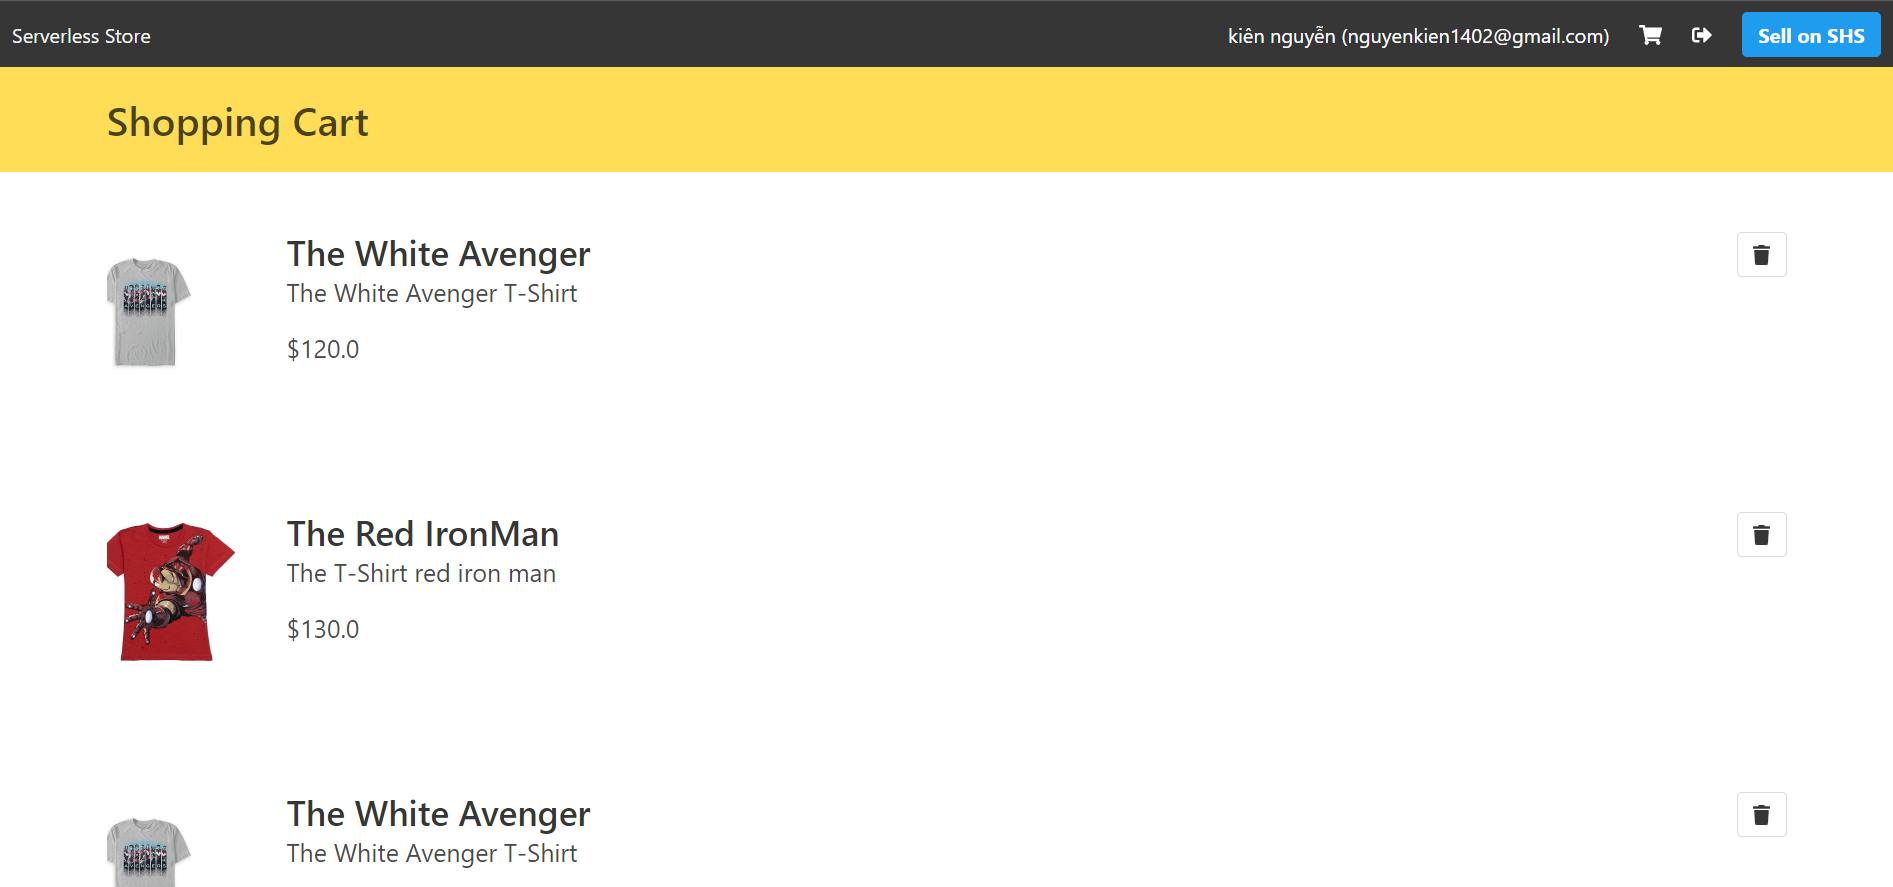 Serverless Store
kiên nguyễn (nguyenkien1402@gmail.com)
Sell on SHS
Shopping Cart
The White Avenger
The White Avenger T-Shirt
$120.0
The Red IronMan
The T-Shirt red iron man
$130.0
The White Avenger
The White Avenger T-Shirt